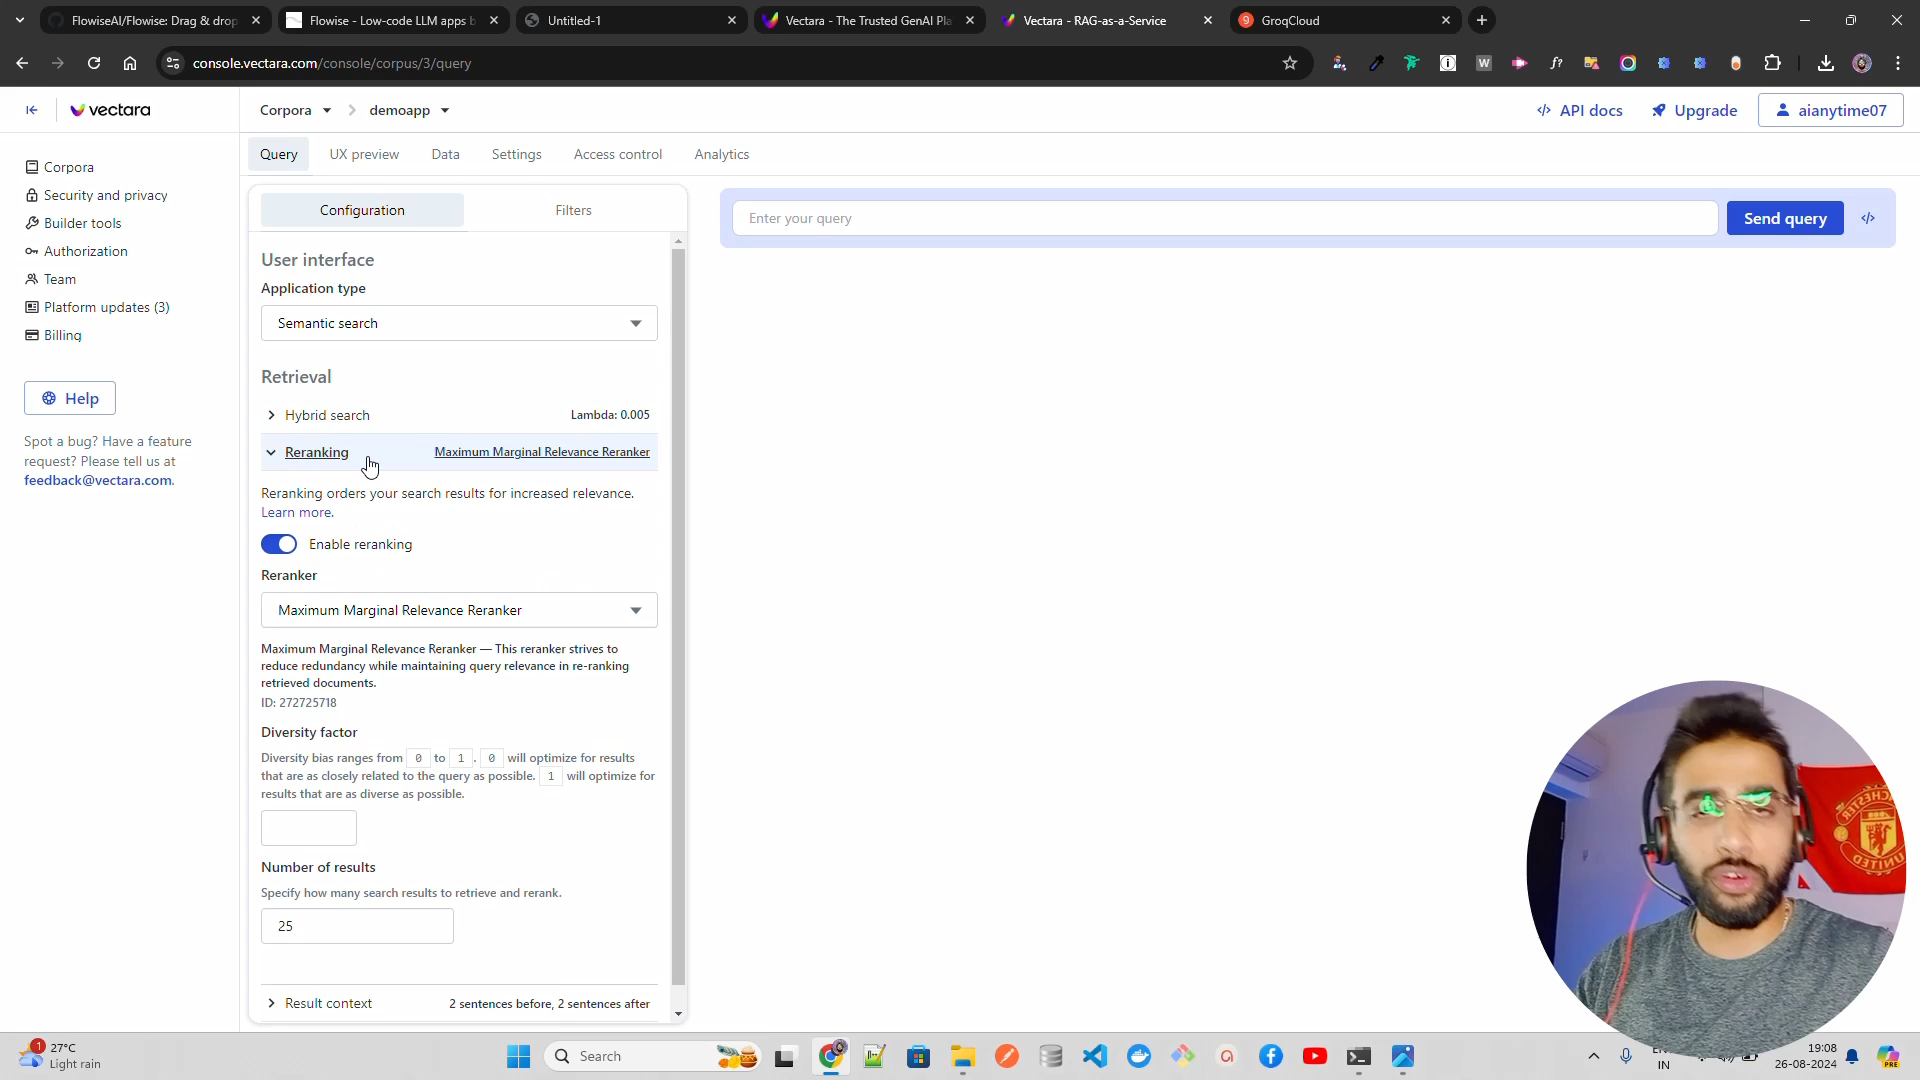 FlowiseAI/Flowise: Drag & drop
Flowise - Low-code LLM apps b
Untitled-1
Vectara - The Trusted GenAI Pla
Vectara - RAG-as-a-Service
GroqCloud
console.vectara.com/console/corpus/3/query
vectara
Corpora
demoapp
API docs
Upgrade
aianytime07
Query
UX preview
Data
Settings
Access control
Analytics
Corpora
Security and privacy
Builder tools
Authorization
Team
Platform updates (3)
Billing
Help
Spot a bug? Have a feature
request? Please tell us at
feedback@vectara.com.
Configuration
Filters
Enter your query
Send query
User interface
Application type
Semantic search
Retrieval
Hybrid search
Lambda: 0.005
Reranking
Maximum Marginal Relevance Reranker
Reranking orders your search results for increased relevance.
Learn more.
Enable reranking
Reranker
Maximum Marginal Relevance Reranker
Maximum Marginal Relevance Reranker — This reranker strives to
reduce redundancy while maintaining query relevance in re-ranking
retrieved documents.
ID: 272725718
Diversity factor
Diversity bias ranges from 0 to 1. 0 will optimize for results
that are as closely related to the query as possible. 1 will optimize for
results that are as diverse as possible.
Number of results
Specify how many search results to retrieve and rerank.
25
Result context
2 sentences before, 2 sentences after
UNITED
1
27°C
Light rain
Search
IN
19:08
26-08-2024
PRE